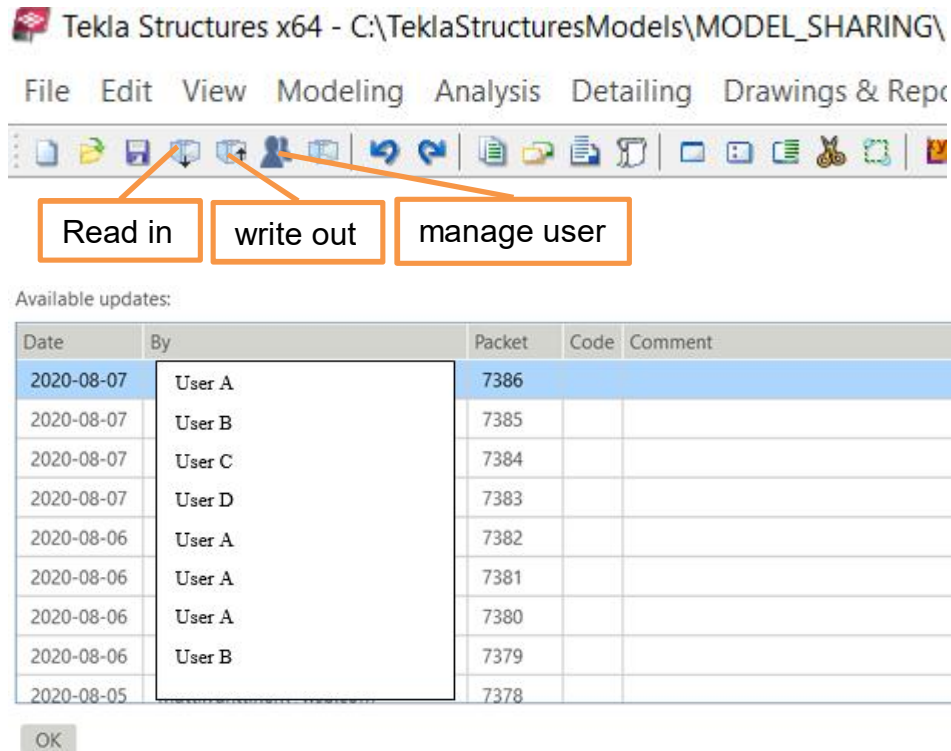 Tekla Structures x64 - C:\TeklaStructuresModels\MODEL_SHARING\
File Edit View Modeling Analysis Detailing Drawings & Repo
Read in write out manage user
Available updates:
Date By Packet Code Comment
2020-08-07 User A 7386
2020-08-07 User B 7385
2020-08-07 User C 7384
2020-08-07 User D 7383
2020-08-06 User A 7382
2020-08-06 User A 7381
2020-08-06 User A 7380
2020-08-06 User B 7379
2020-08-05 7378
OK